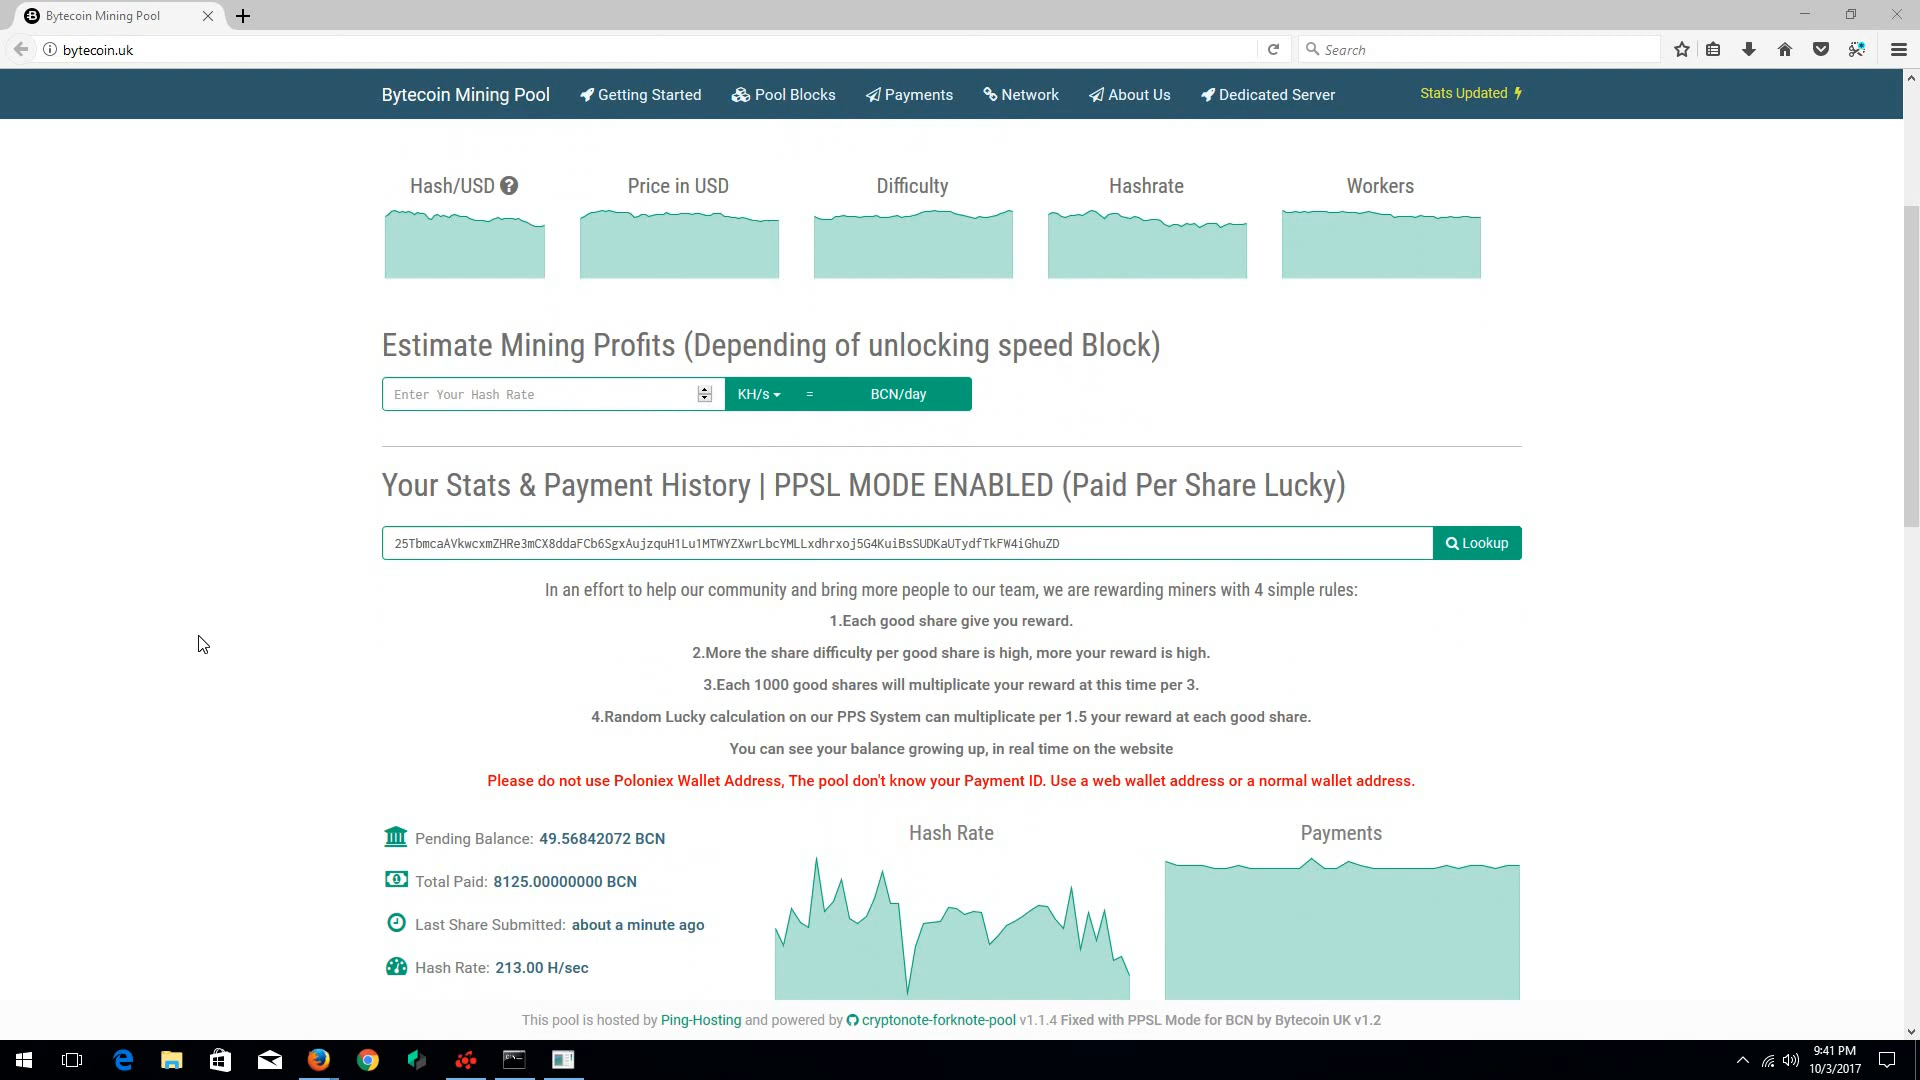 Bytecoin Mining Pool
bytecoin.uk
Search
Bytecoin Mining Pool Getting Started Pool Blocks Payments Network About Us Dedicated Server Stats Updated
Hash/USD Price in USD Difficulty Hashrate Workers
Estimate Mining Profits (Depending of unlocking speed Block)
Enter Your Hash Rate KH/s = BCN/day
Your Stats & Payment History | PPSL MODE ENABLED (Paid Per Share Lucky)
25TbmcaAVkwcxmZHRe3mCX8ddaFCb6SgxAujzquH1Lu1MTWYZXwrLbcYMLLxdhrxoj5G4KuiBsSUDKaUTydfTkFW4iGhuZD Lookup
In an effort to help our community and bring more people to our team, we are rewarding miners with 4 simple rules:
1.Each good share give you reward.
2.More the share difficulty per good share is high, more your reward is high.
3.Each 1000 good shares will multiplicate your reward at this time per 3.
4.Random Lucky calculation on our PPS System can multiplicate per 1.5 your reward at each good share.
You can see your balance growing up, in real time on the website
Please do not use Poloniex Wallet Address, The pool don't know your Payment ID. Use a web wallet address or a normal wallet address.
Pending Balance: 49.56842072 BCN
Total Paid: 8125.00000000 BCN
Last Share Submitted: about a minute ago
Hash Rate: 213.00 H/sec
Hash Rate
Payments
This pool is hosted by Ping-Hosting and powered by cryptonote-forknote-pool v1.1.4 Fixed with PPSL Mode for BCN by Bytecoin UK v1.2
9:41 PM
10/3/2017